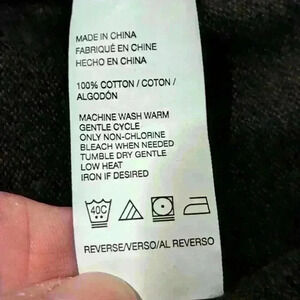 MADE IN CHINA
FABRIQUÉ EN CHINE
HECHO EN CHINA
100% COTTON / COTON /
ALGODÓN
MACHINE WASH WARM
GENTLE CYCLE
ONLY NON-CHLORINE
BLEACH WHEN NEEDED
TUMBLE DRY GENTLE
LOW HEAT
IRON IF DESIRED
40C
REVERSE/VERSO/AL REVERSO